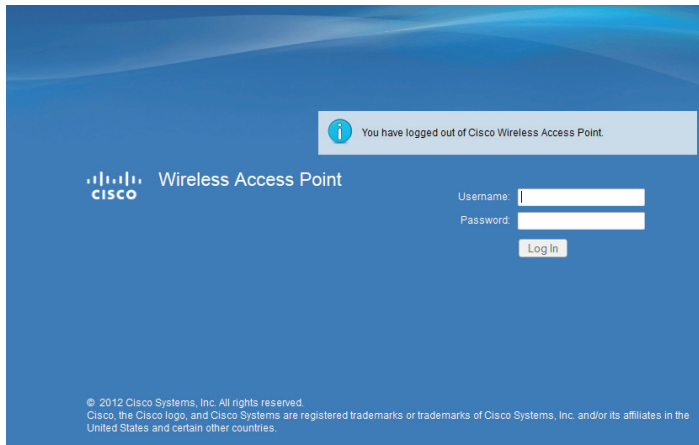 You have logged out of Cisco Wireless Access Point.
CISCO
Wireless Access Point
Username:
Password:
Log In
© 2012 Cisco Systems, Inc. All rights reserved.
Cisco, the Cisco logo, and Cisco Systems are registered trademarks or trademarks of Cisco Systems, Inc. and/or its affiliates in the
United States and certain other countries.